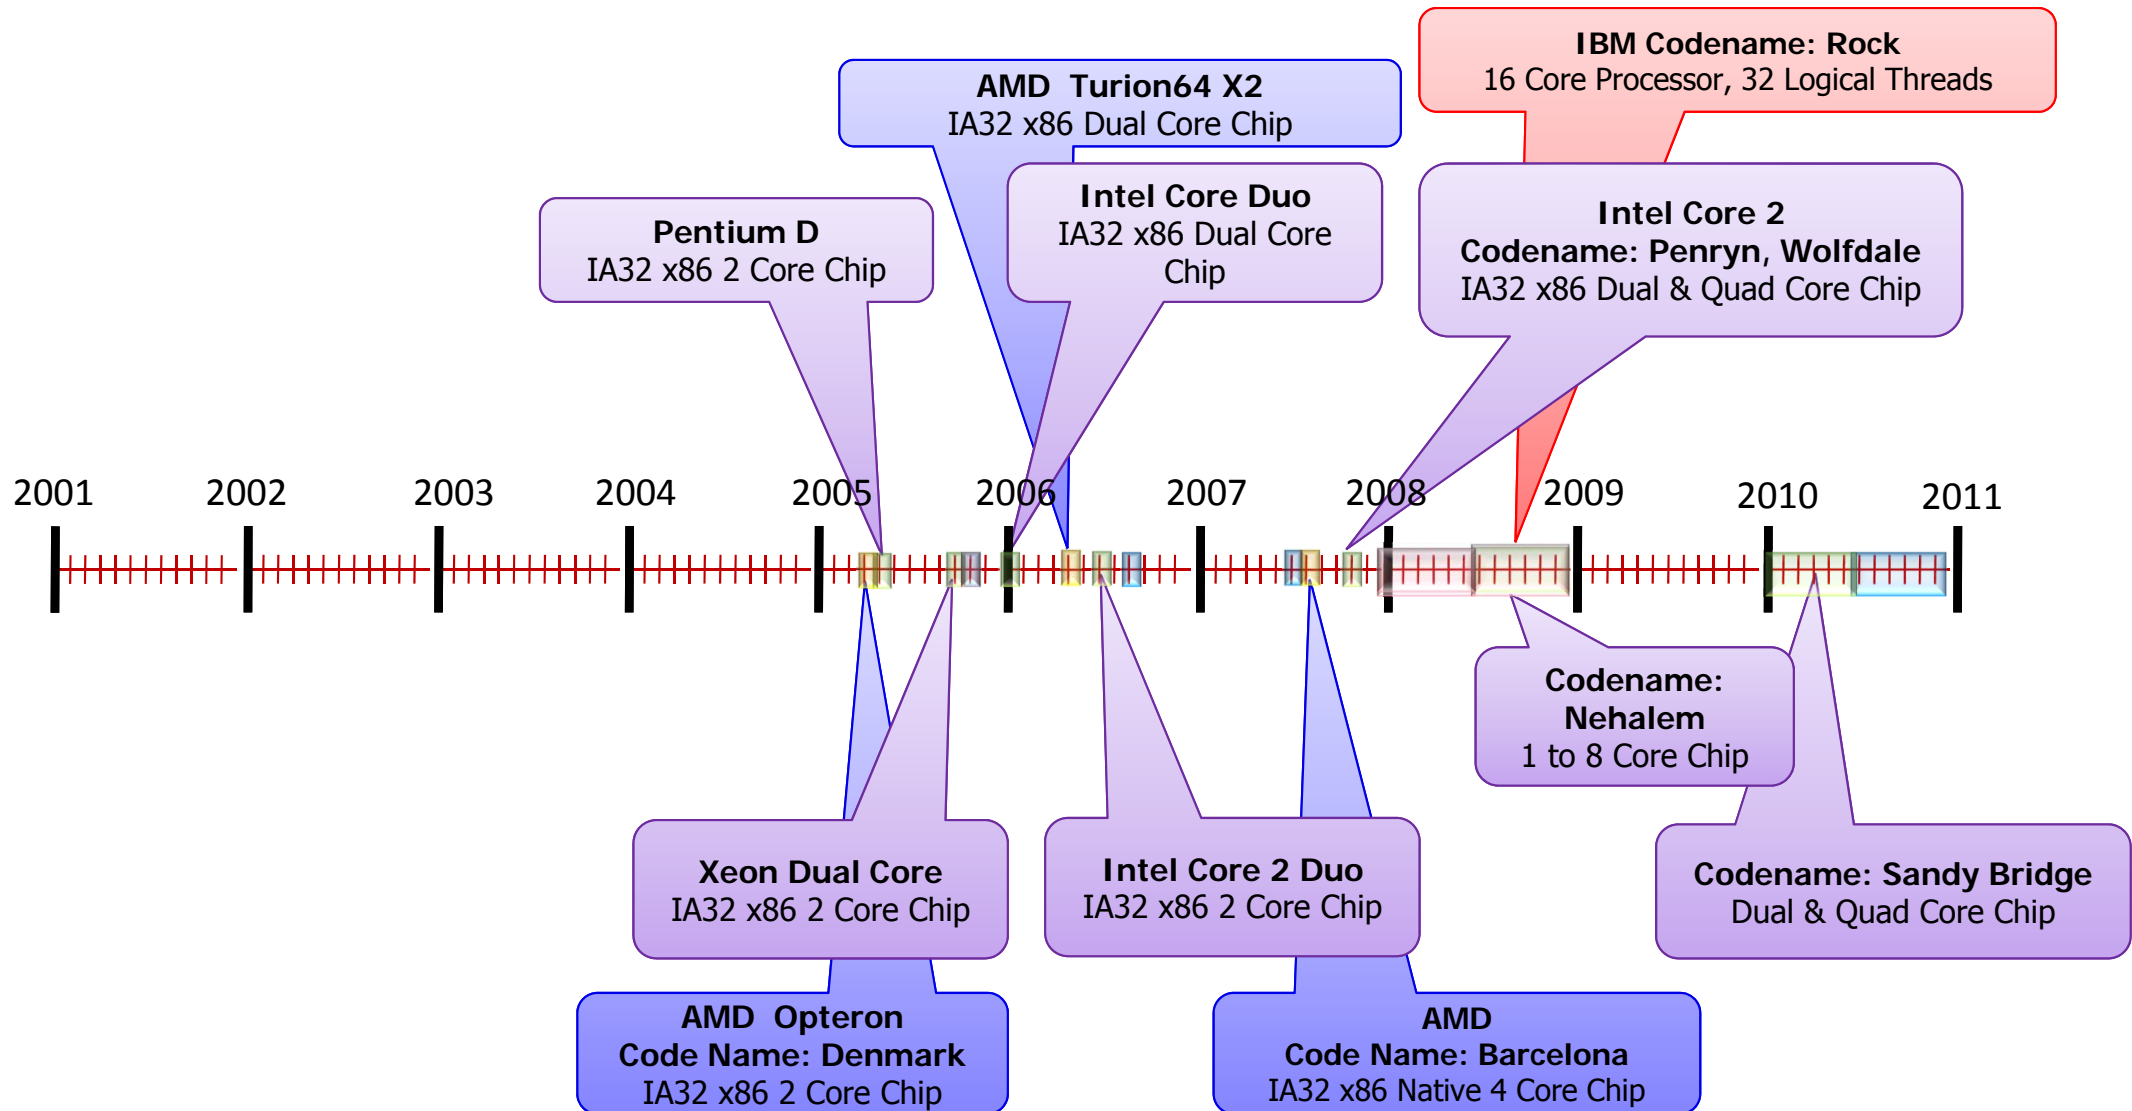 IBM Codename: Rock
16 Core Processor, 32 Logical Threads
AMD  Turion64 X2
IA32 x86 Dual Core Chip
Intel Core Duo
IA32 x86 Dual Core
Chip
Intel Core 2
Codename: Penryn, Wolfdale
IA32 x86 Dual & Quad Core Chip
Pentium D
IA32 x86 2 Core Chip
2001
2002
2003
2004
2005
2006
2007
2008
2009
2010
2011
Codename:
Nehalem
1 to 8 Core Chip
Xeon Dual Core
IA32 x86 2 Core Chip
Intel Core 2 Duo
IA32 x86 2 Core Chip
Codename: Sandy Bridge
Dual & Quad Core Chip
AMD  Opteron
Code Name: Denmark
IA32 x86 2 Core Chip
AMD
Code Name: Barcelona
IA32 x86 Native 4 Core Chip